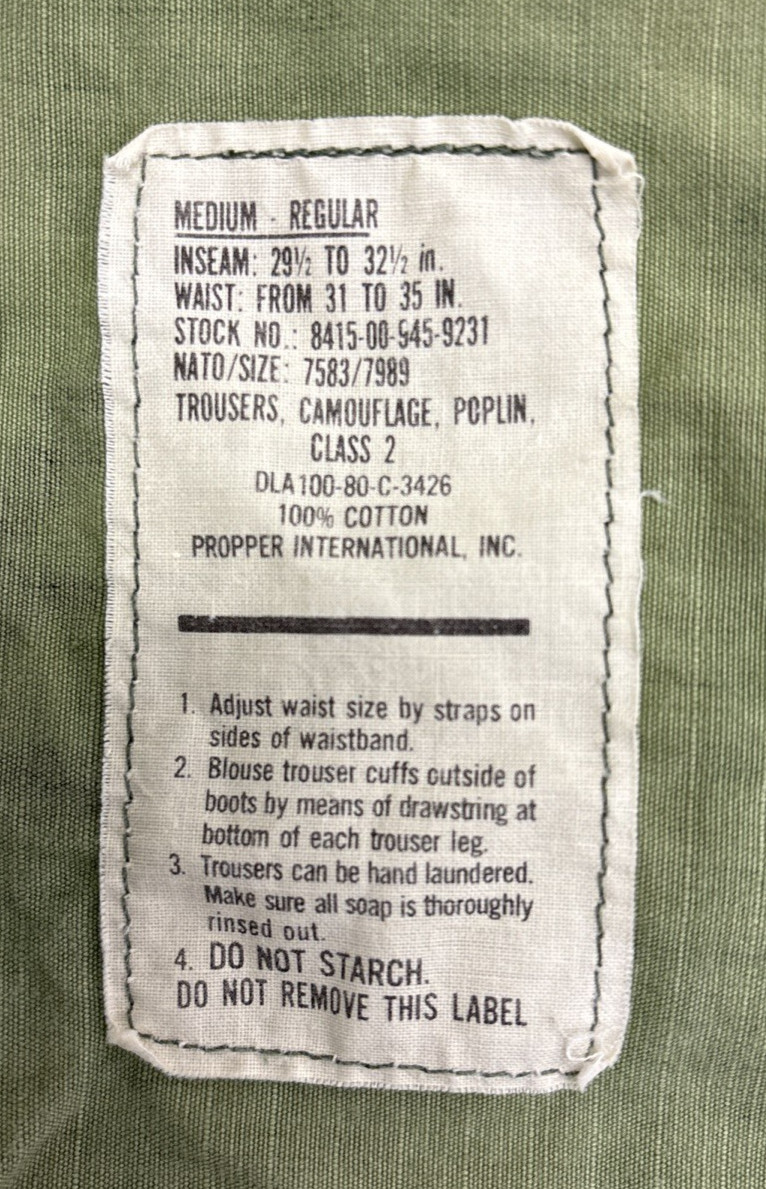 MEDIUM - REGULAR
INSEAM: 29½ TO 32½ in.
WAIST: FROM 31 TO 35 IN.
STOCK NO.: 8415-00-945-9231
NATO/SIZE: 7583/7989
TROUSERS, CAMOUFLAGE, POPLIN,
CLASS 2
DLA100-80-C-3426
100% COTTON
PROPPER INTERNATIONAL, INC.
1. Adjust waist size by straps on
sides of waistband.
2. Blouse trouser cuffs outside of
boots by means of drawstring at
bottom of each trouser leg.
3. Trousers can be hand laundered.
Make sure all soap is thoroughly
rinsed out.
4. DO NOT STARCH.
DO NOT REMOVE THIS LABEL